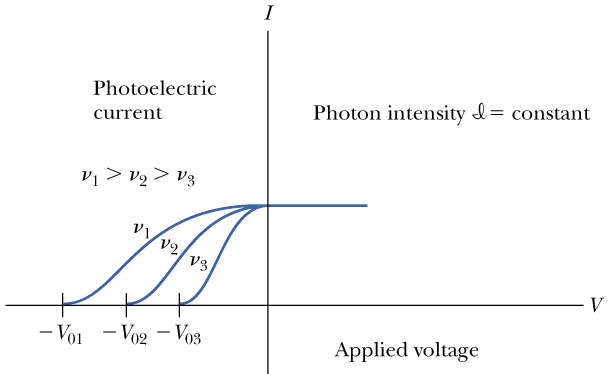 I
Photoelectric
current
Photon intensity ℐ = constant
ν₁ > ν₂ > ν₃
ν₁
ν₂
ν₃
−V₀₁
−V₀₂
−V₀₃
V
Applied voltage